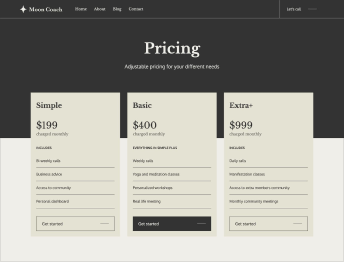 Moon Coach
Home
About
Blog
Contact
Let's call
Pricing
Adjustable pricing for your different needs
Simple
$199
charged monthly
INCLUDES
Bi-weekly calls
Guidance advice
Access to community
Personal dashboard
Get started
Basic
$400
charged monthly
EVERYTHING IN SIMPLE PLUS
Weekly calls
Yoga and meditation classes
Personalized workshops
Real life meeting
Get started
Extra+
$999
charged monthly
INCLUDES
Daily calls
Manifestation classes
Access to extra members community
Monthly community meetings
Get started